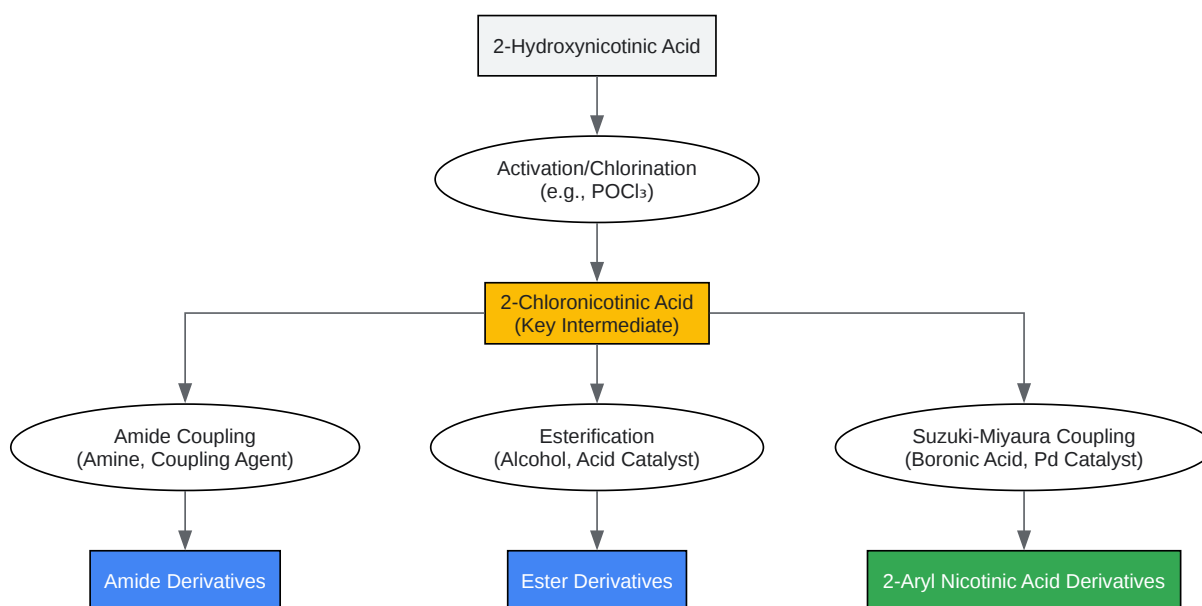 2-Hydroxynicotinic Acid
Activation/Chlorination
(e.g., POCl₃)
2-Chloronicotinic Acid
(Key Intermediate)
Amide Coupling
(Amine, Coupling Agent)
Esterification
(Alcohol, Acid Catalyst)
Suzuki-Miyaura Coupling
(Boronic Acid, Pd Catalyst)
Amide Derivatives
Ester Derivatives
2-Aryl Nicotinic Acid Derivatives